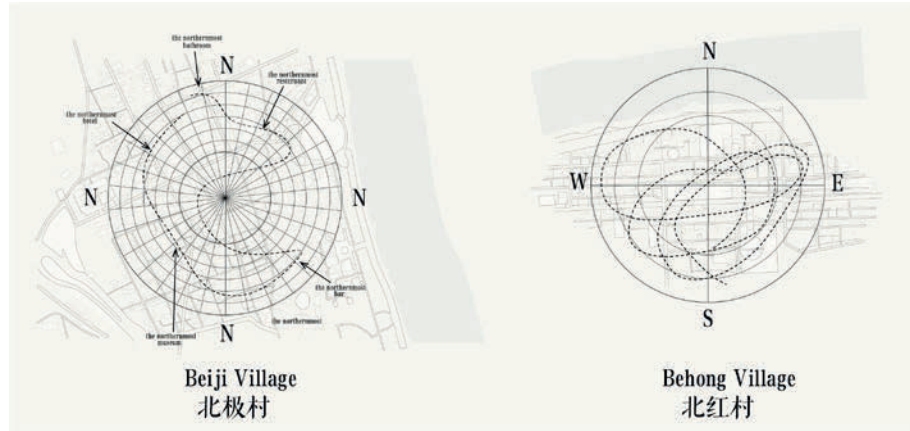 the northernmost
bathroom
N
the northernmost
restaurant
the northernmost
hotel
N
N
the northernmost
bar
the northernmost
the northernmost
museum
N
Beiji Village
北极村
N
W
E
S
Behong Village
北红村